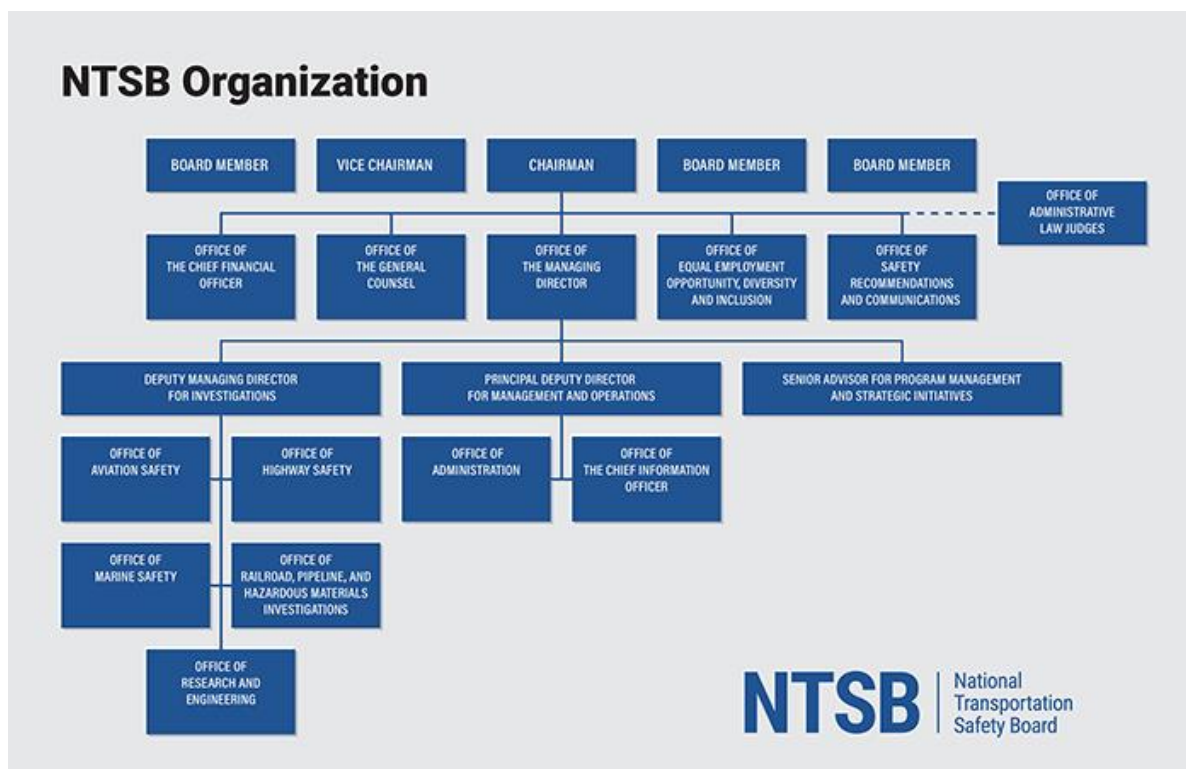 NTSB Organization
BOARD MEMBER
VICE CHAIRMAN
CHAIRMAN
BOARD MEMBER
BOARD MEMBER
OFFICE OF
ADMINISTRATIVE
LAW JUDGES
OFFICE OF
THE CHIEF FINANCIAL
OFFICER
OFFICE OF
THE GENERAL
COUNSEL
OFFICE OF
THE MANAGING
DIRECTOR
OFFICE OF
EQUAL EMPLOYMENT
OPPORTUNITY, DIVERSITY
AND INCLUSION
OFFICE OF
SAFETY
RECOMMENDATIONS
AND COMMUNICATIONS
DEPUTY MANAGING DIRECTOR
FOR INVESTIGATIONS
PRINCIPAL DEPUTY DIRECTOR
FOR MANAGEMENT AND OPERATIONS
SENIOR ADVISOR FOR PROGRAM MANAGEMENT
AND STRATEGIC INITIATIVES
OFFICE OF
AVIATION SAFETY
OFFICE OF
HIGHWAY SAFETY
OFFICE OF
ADMINISTRATION
OFFICE OF
THE CHIEF INFORMATION
OFFICER
OFFICE OF
MARINE SAFETY
OFFICE OF
RAILROAD, PIPELINE, AND
HAZARDOUS MATERIALS
INVESTIGATIONS
OFFICE OF
RESEARCH AND
ENGINEERING
NTSB
National
Transportation
Safety Board